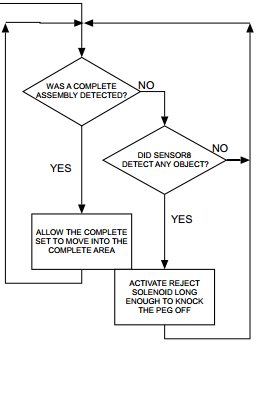 WAS A COMPLETE
ASSEMBLY DETECTED?
NO
DID SENSOR8
DETECT ANY OBJECT?
NO
YES
YES
ALLOW THE COMPLETE
SET TO MOVE INTO THE
COMPLETE AREA
ACTIVATE REJECT
SOLENOID LONG
ENOUGH TO KNOCK
THE PEG OFF